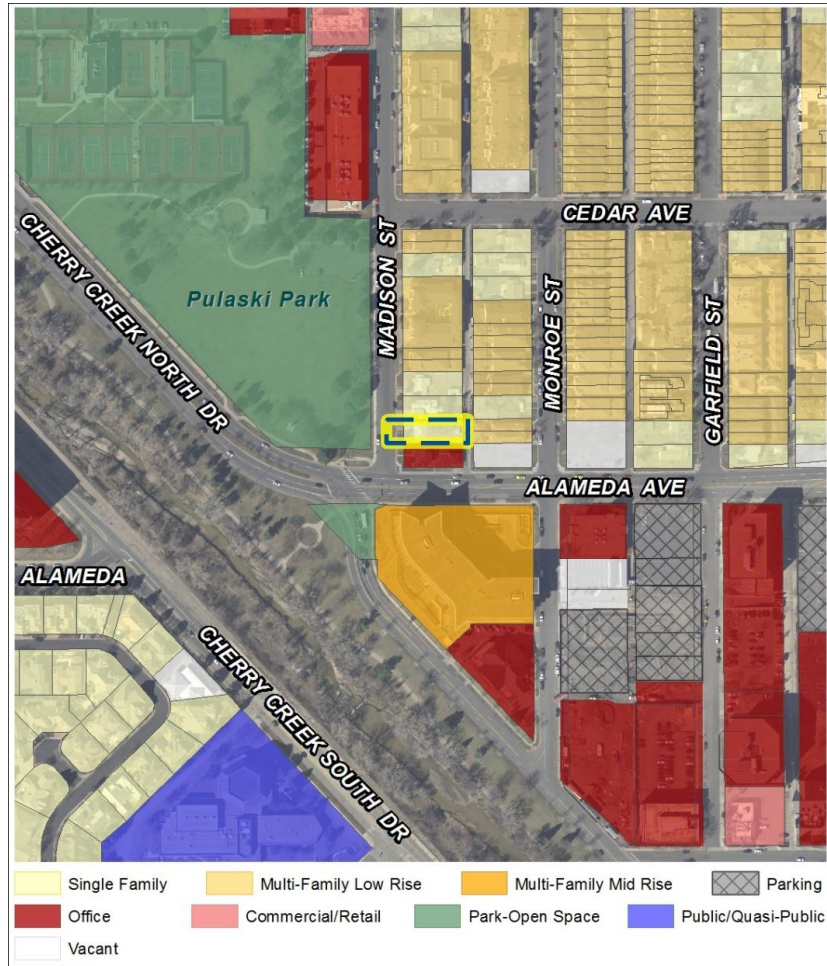 CEDAR AVE
CHERRY CREEK NORTH DR
MADISON ST
Pulaski Park
MONROE ST
GARFIELD ST
ALAMEDA AVE
ALAMEDA
CHERRY CREEK SOUTH DR
Single Family
Multi-Family Low Rise
Multi-Family Mid Rise
Parking
Office
Commercial/Retail
Park-Open Space
Public/Quasi-Public
Vacant